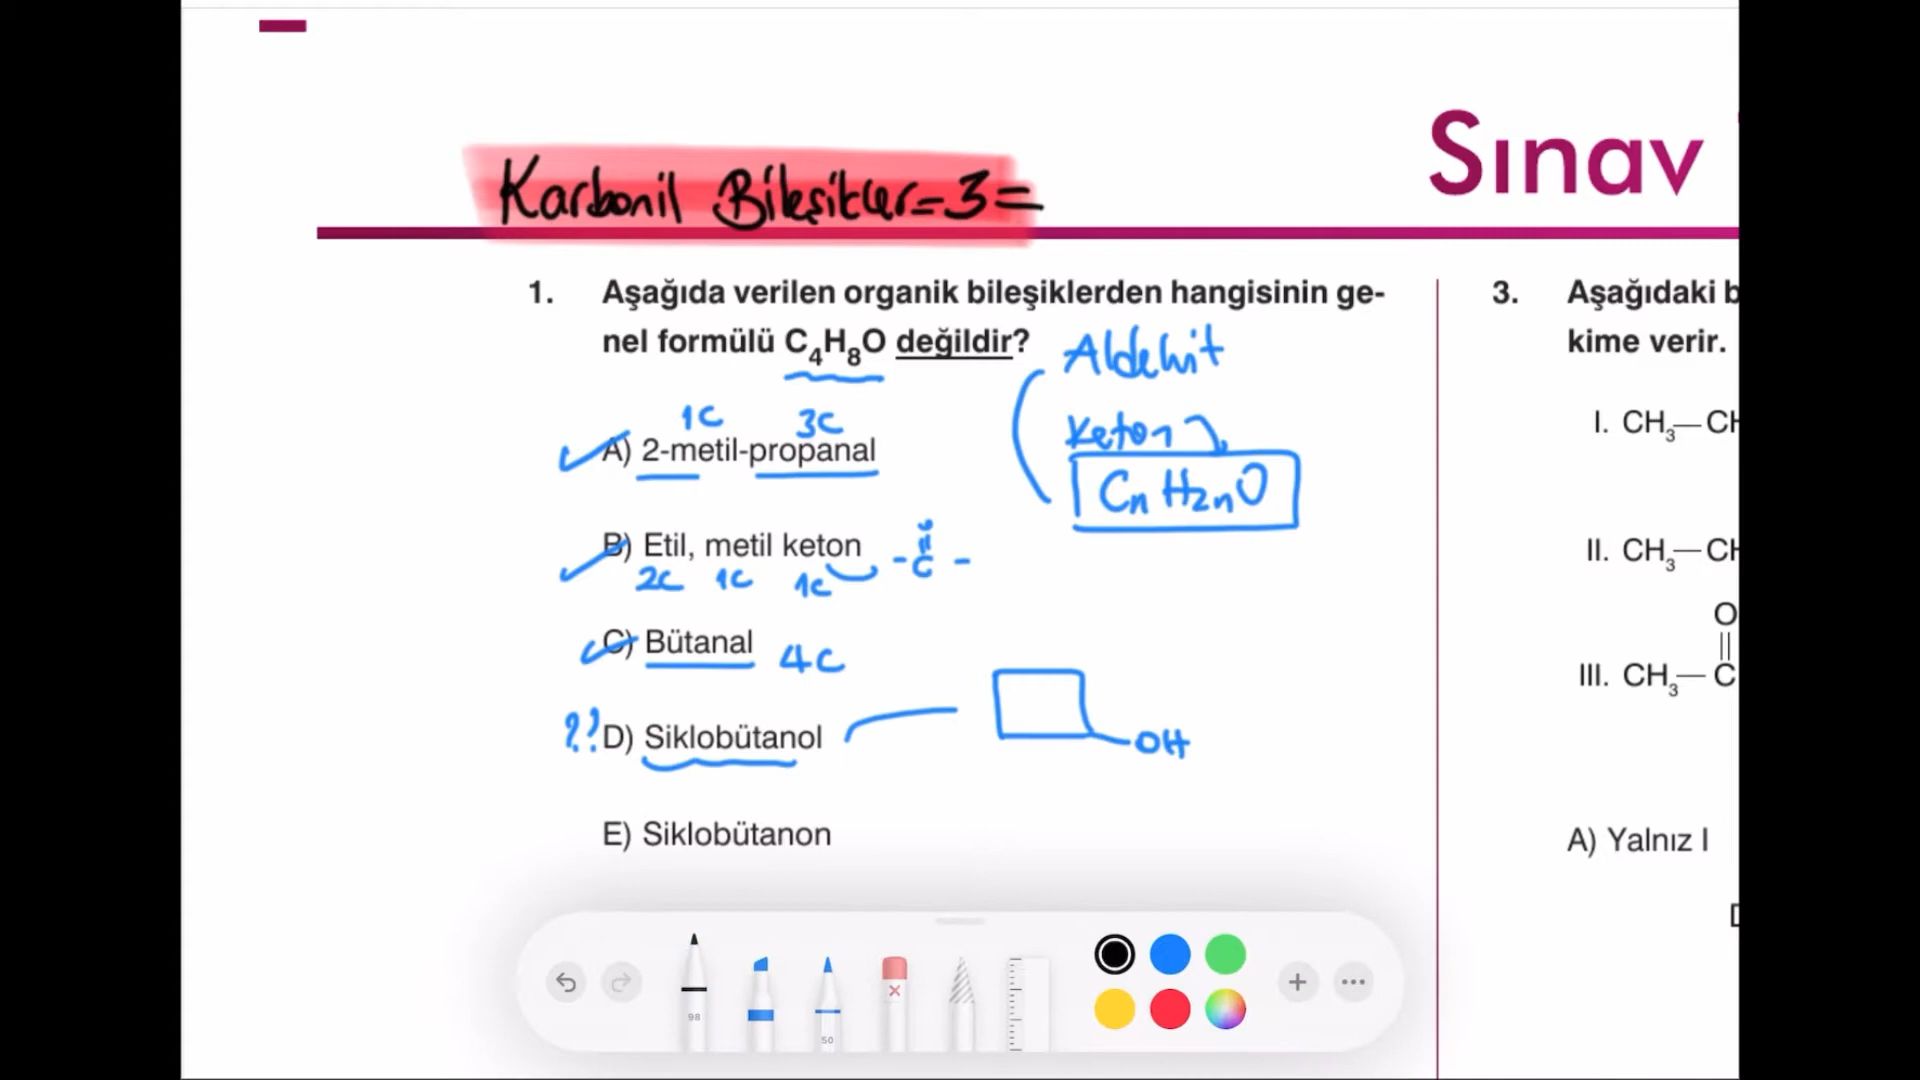 Sınav
Karbonil Bileşikler-3=
1. Aşağıda verilen organik bileşiklerden hangisinin ge-
nel formülü C₄H₈O değildir?
Aldehit
Keton
CnH2nO
1C 3C
A) 2-metil-propanal
B) Etil, metil keton
O
-C-
2C 1C 1C
C) Bütanal 4C
?? D) Siklobütanol
OH
E) Siklobütanon
98
50
3. Aşağıdaki b
kime verir.
I. CH₃—CH
II. CH₃—CH
O
III. CH₃—C
A) Yalnız I